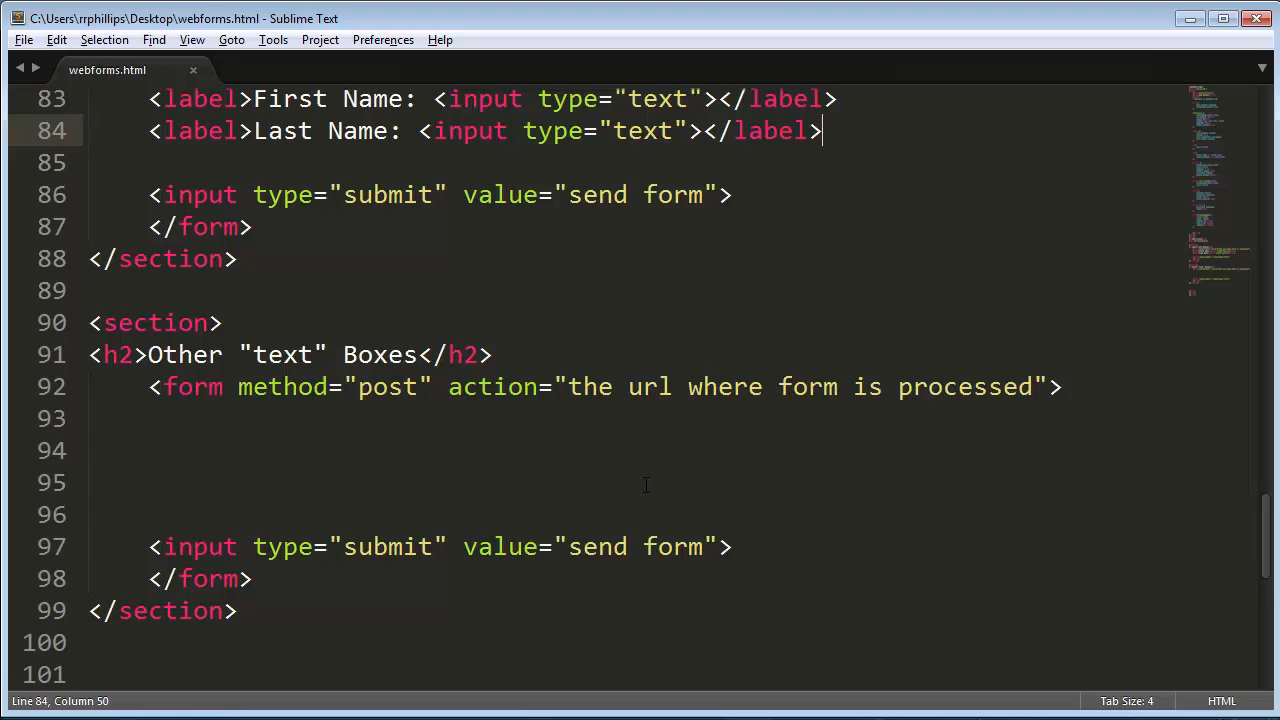 C:\Users\rrphillips\Desktop\webforms.html - Sublime Text
File Edit Selection Find View Goto Tools Project Preferences Help
webforms.html
83 <label>First Name: <input type="text"></label>
84 <label>Last Name: <input type="text"></label>
85
86 <input type="submit" value="send form">
87 </form>
88 </section>
89
90 <section>
91 <h2>Other "text" Boxes</h2>
92 <form method="post" action="the url where form is processed">
93
94
95
96
97 <input type="submit" value="send form">
98 </form>
99 </section>
100
101
Line 84, Column 50 Tab Size: 4 HTML